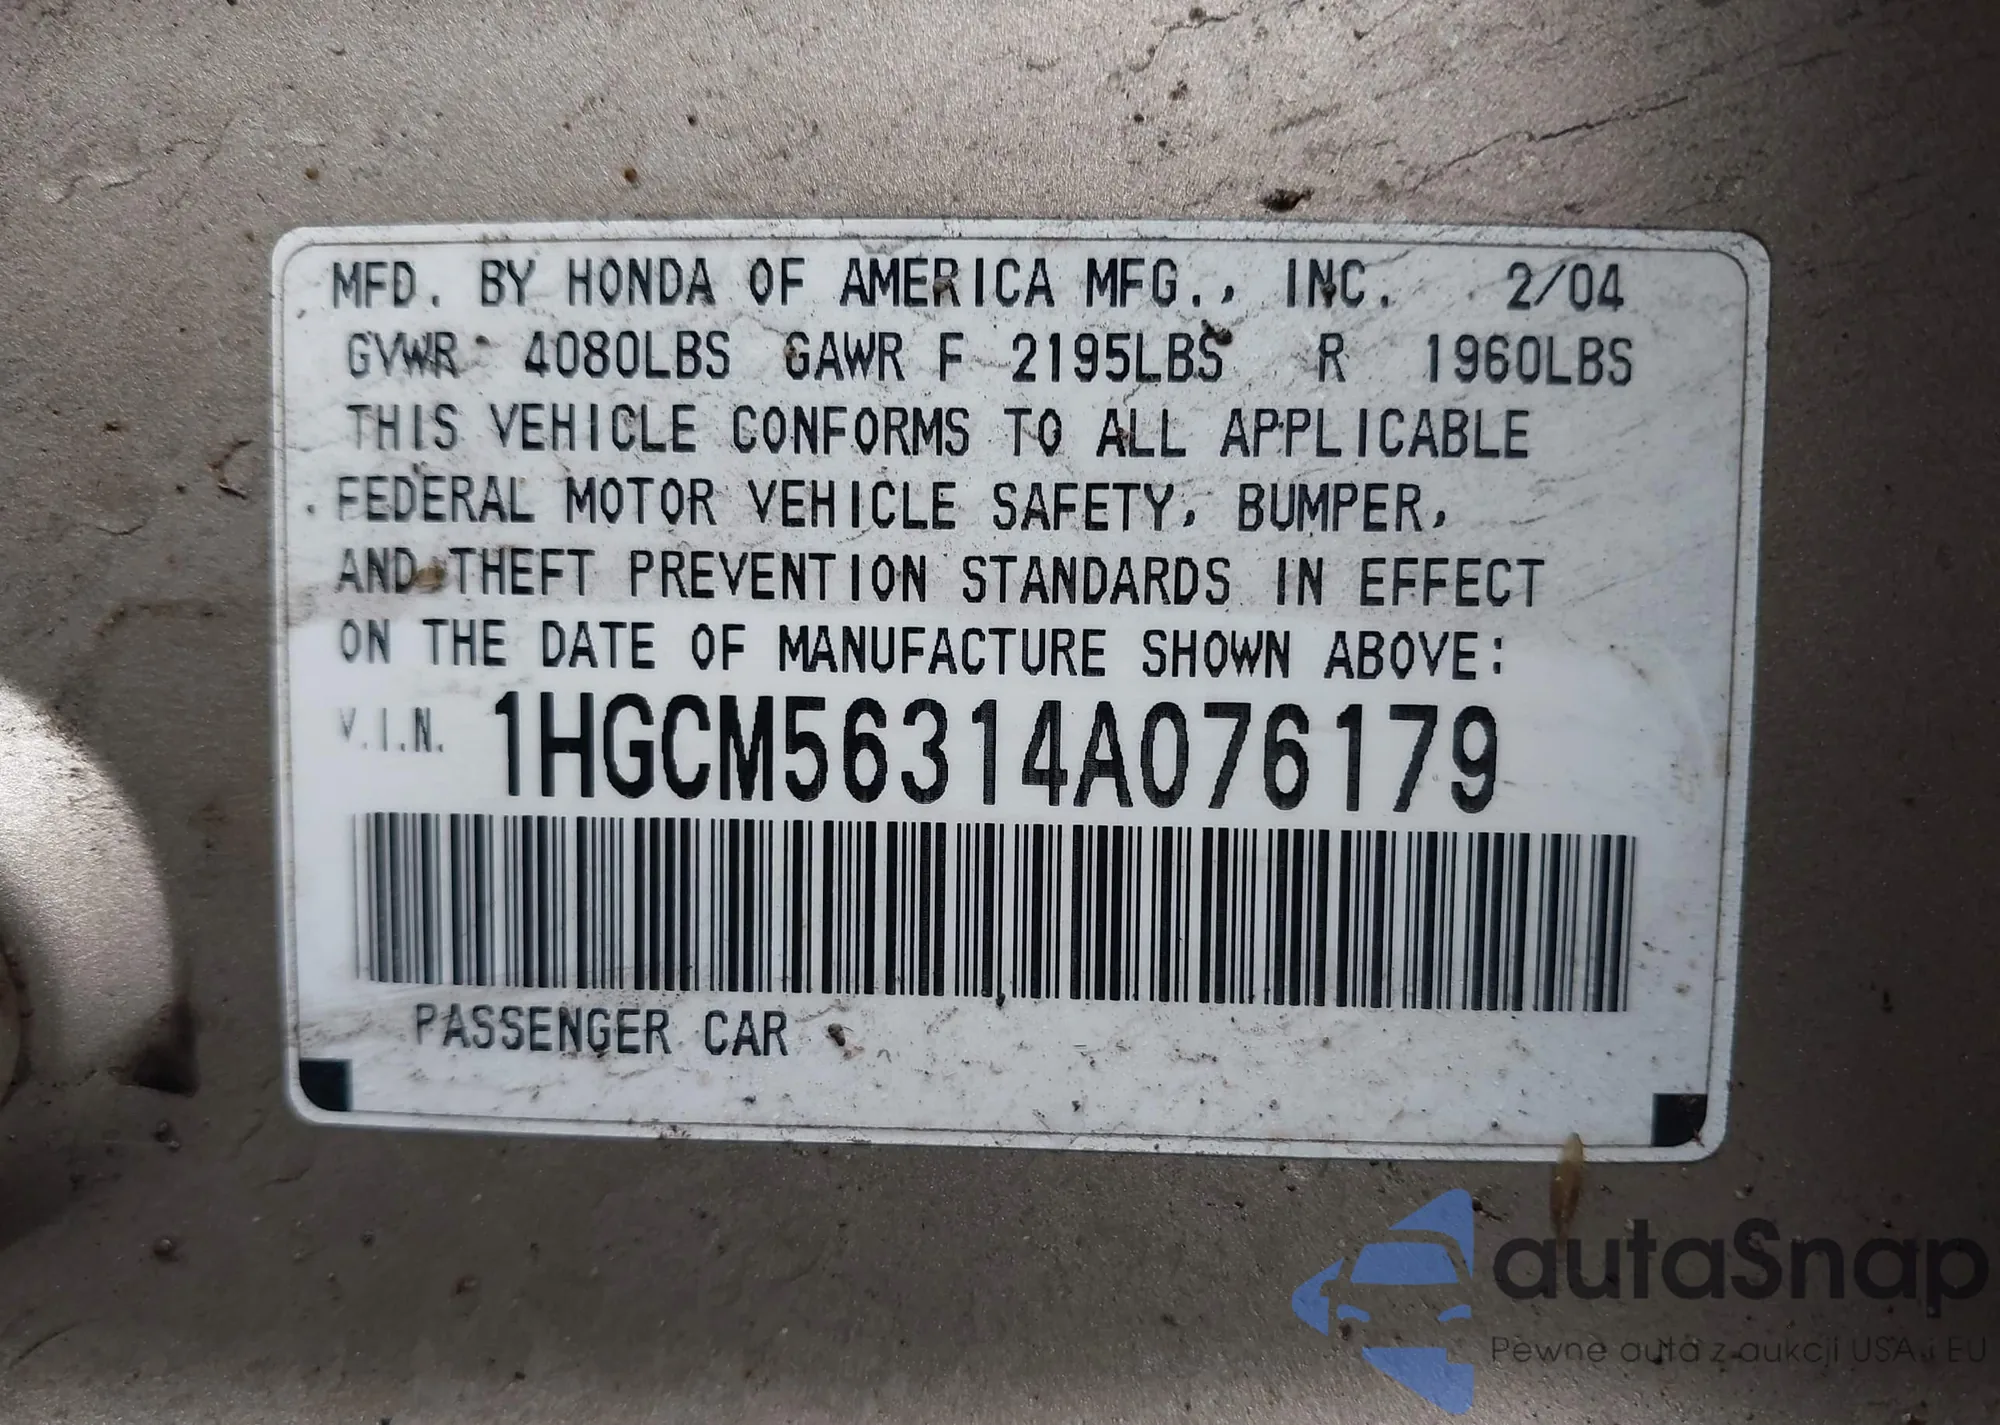 MFD. BY HONDA OF AMERICA MFG., INC. 2/04
GVWR 4080LBS GAWR F 2195LBS R 1960LBS
THIS VEHICLE CONFORMS TO ALL APPLICABLE
FEDERAL MOTOR VEHICLE SAFETY, BUMPER,
AND THEFT PREVENTION STANDARDS IN EFFECT
ON THE DATE OF MANUFACTURE SHOWN ABOVE:
V.I.N. 1HGCM56314A076179
PASSENGER CAR
autoSnap
Pewne auta z aukcji USA i EU